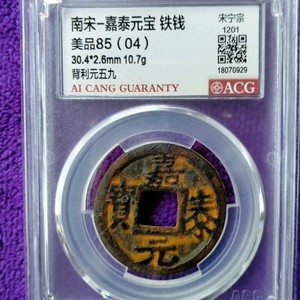 南宋-嘉泰元宝 铁钱
美品85（04）
30.4*2.6mm 10.7g
背利元五九
AI CANG GUARANTY
宋宁宗
1201
18070929
ACG
嘉
泰
元
寶